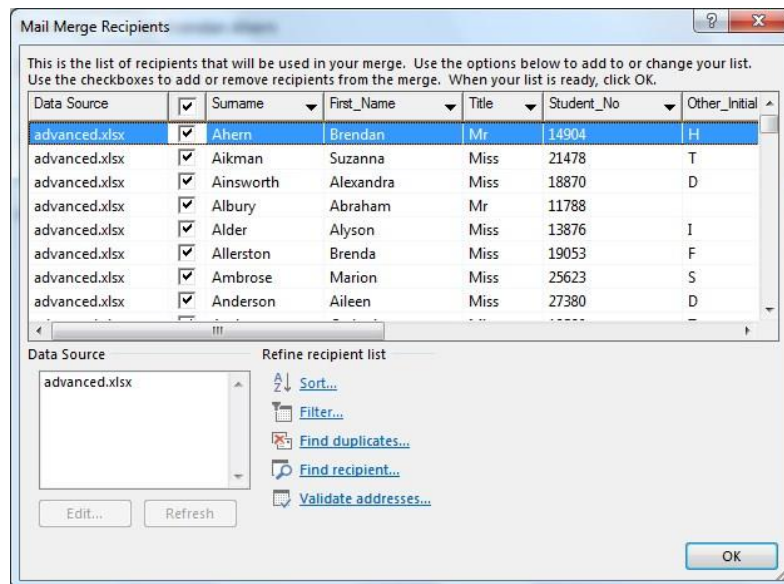 Mail Merge Recipients
This is the list of recipients that will be used in your merge. Use the options below to add to or change your list.
Use the checkboxes to add or remove recipients from the merge. When your list is ready, click OK.
Data Source Surname First_Name Title Student_No Other_Initial
advanced.xlsx Ahern Brendan Mr 14904 H
advanced.xlsx Aikman Suzanna Miss 21478 T
advanced.xlsx Ainsworth Alexandra Miss 18870 D
advanced.xlsx Albury Abraham Mr 11788
advanced.xlsx Alder Alyson Miss 13876 I
advanced.xlsx Allerston Brenda Miss 19053 F
advanced.xlsx Ambrose Marion Miss 25623 S
advanced.xlsx Anderson Aileen Miss 27380 D
Data Source Refine recipient list
advanced.xlsx
Sort...
Filter...
Find duplicates...
Find recipient...
Validate addresses...
Edit... Refresh
OK